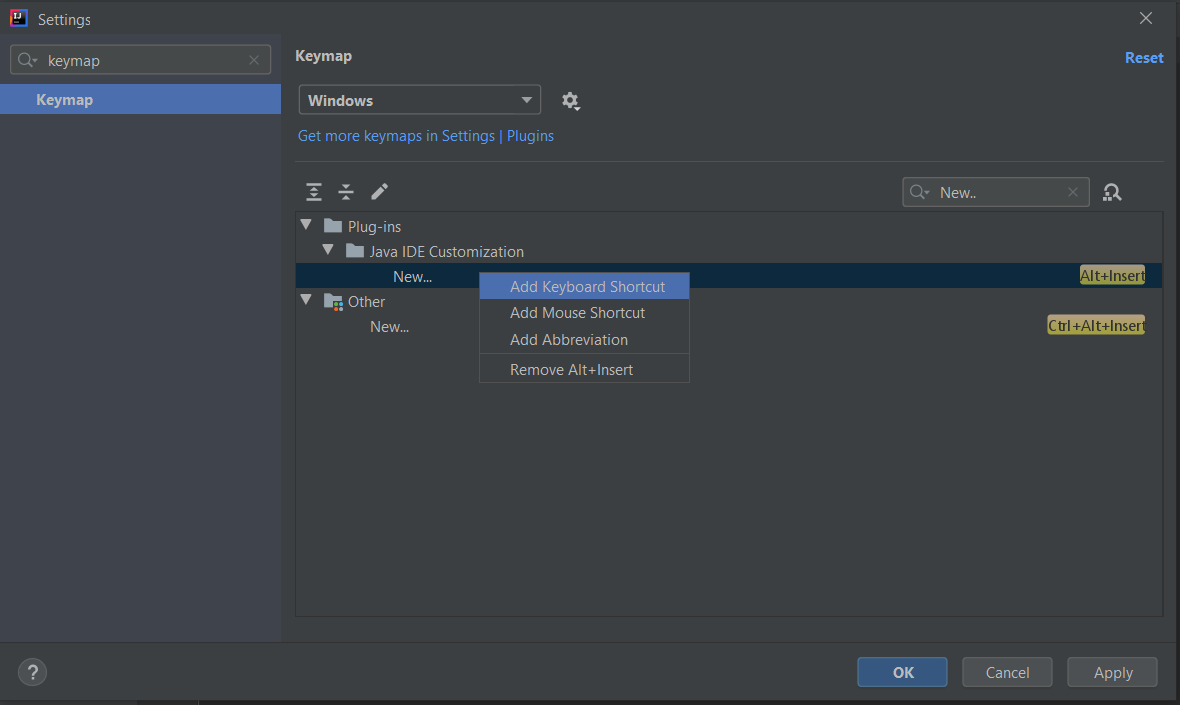 Settings
keymap
Keymap
Keymap
Reset
Windows
Get more keymaps in Settings | Plugins
New..
Plug-ins
Java IDE Customization
New...
Alt+Insert
Add Keyboard Shortcut
Other
Add Mouse Shortcut
New...
Ctrl+Alt+Insert
Add Abbreviation
Remove Alt+Insert
?
OK
Cancel
Apply